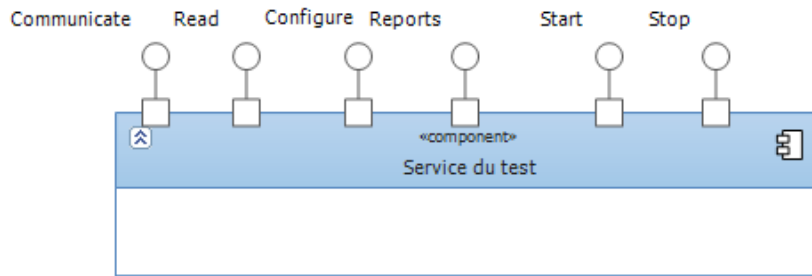 Communicate Read Configure Reports Start Stop
«component»
Service du test